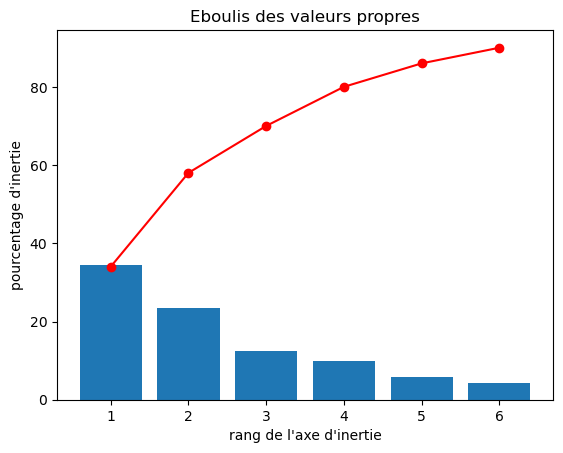 Eboulis des valeurs propres
pourcentage d'inertie
80
60
40
20
0
1 2 3 4 5 6
rang de l'axe d'inertie